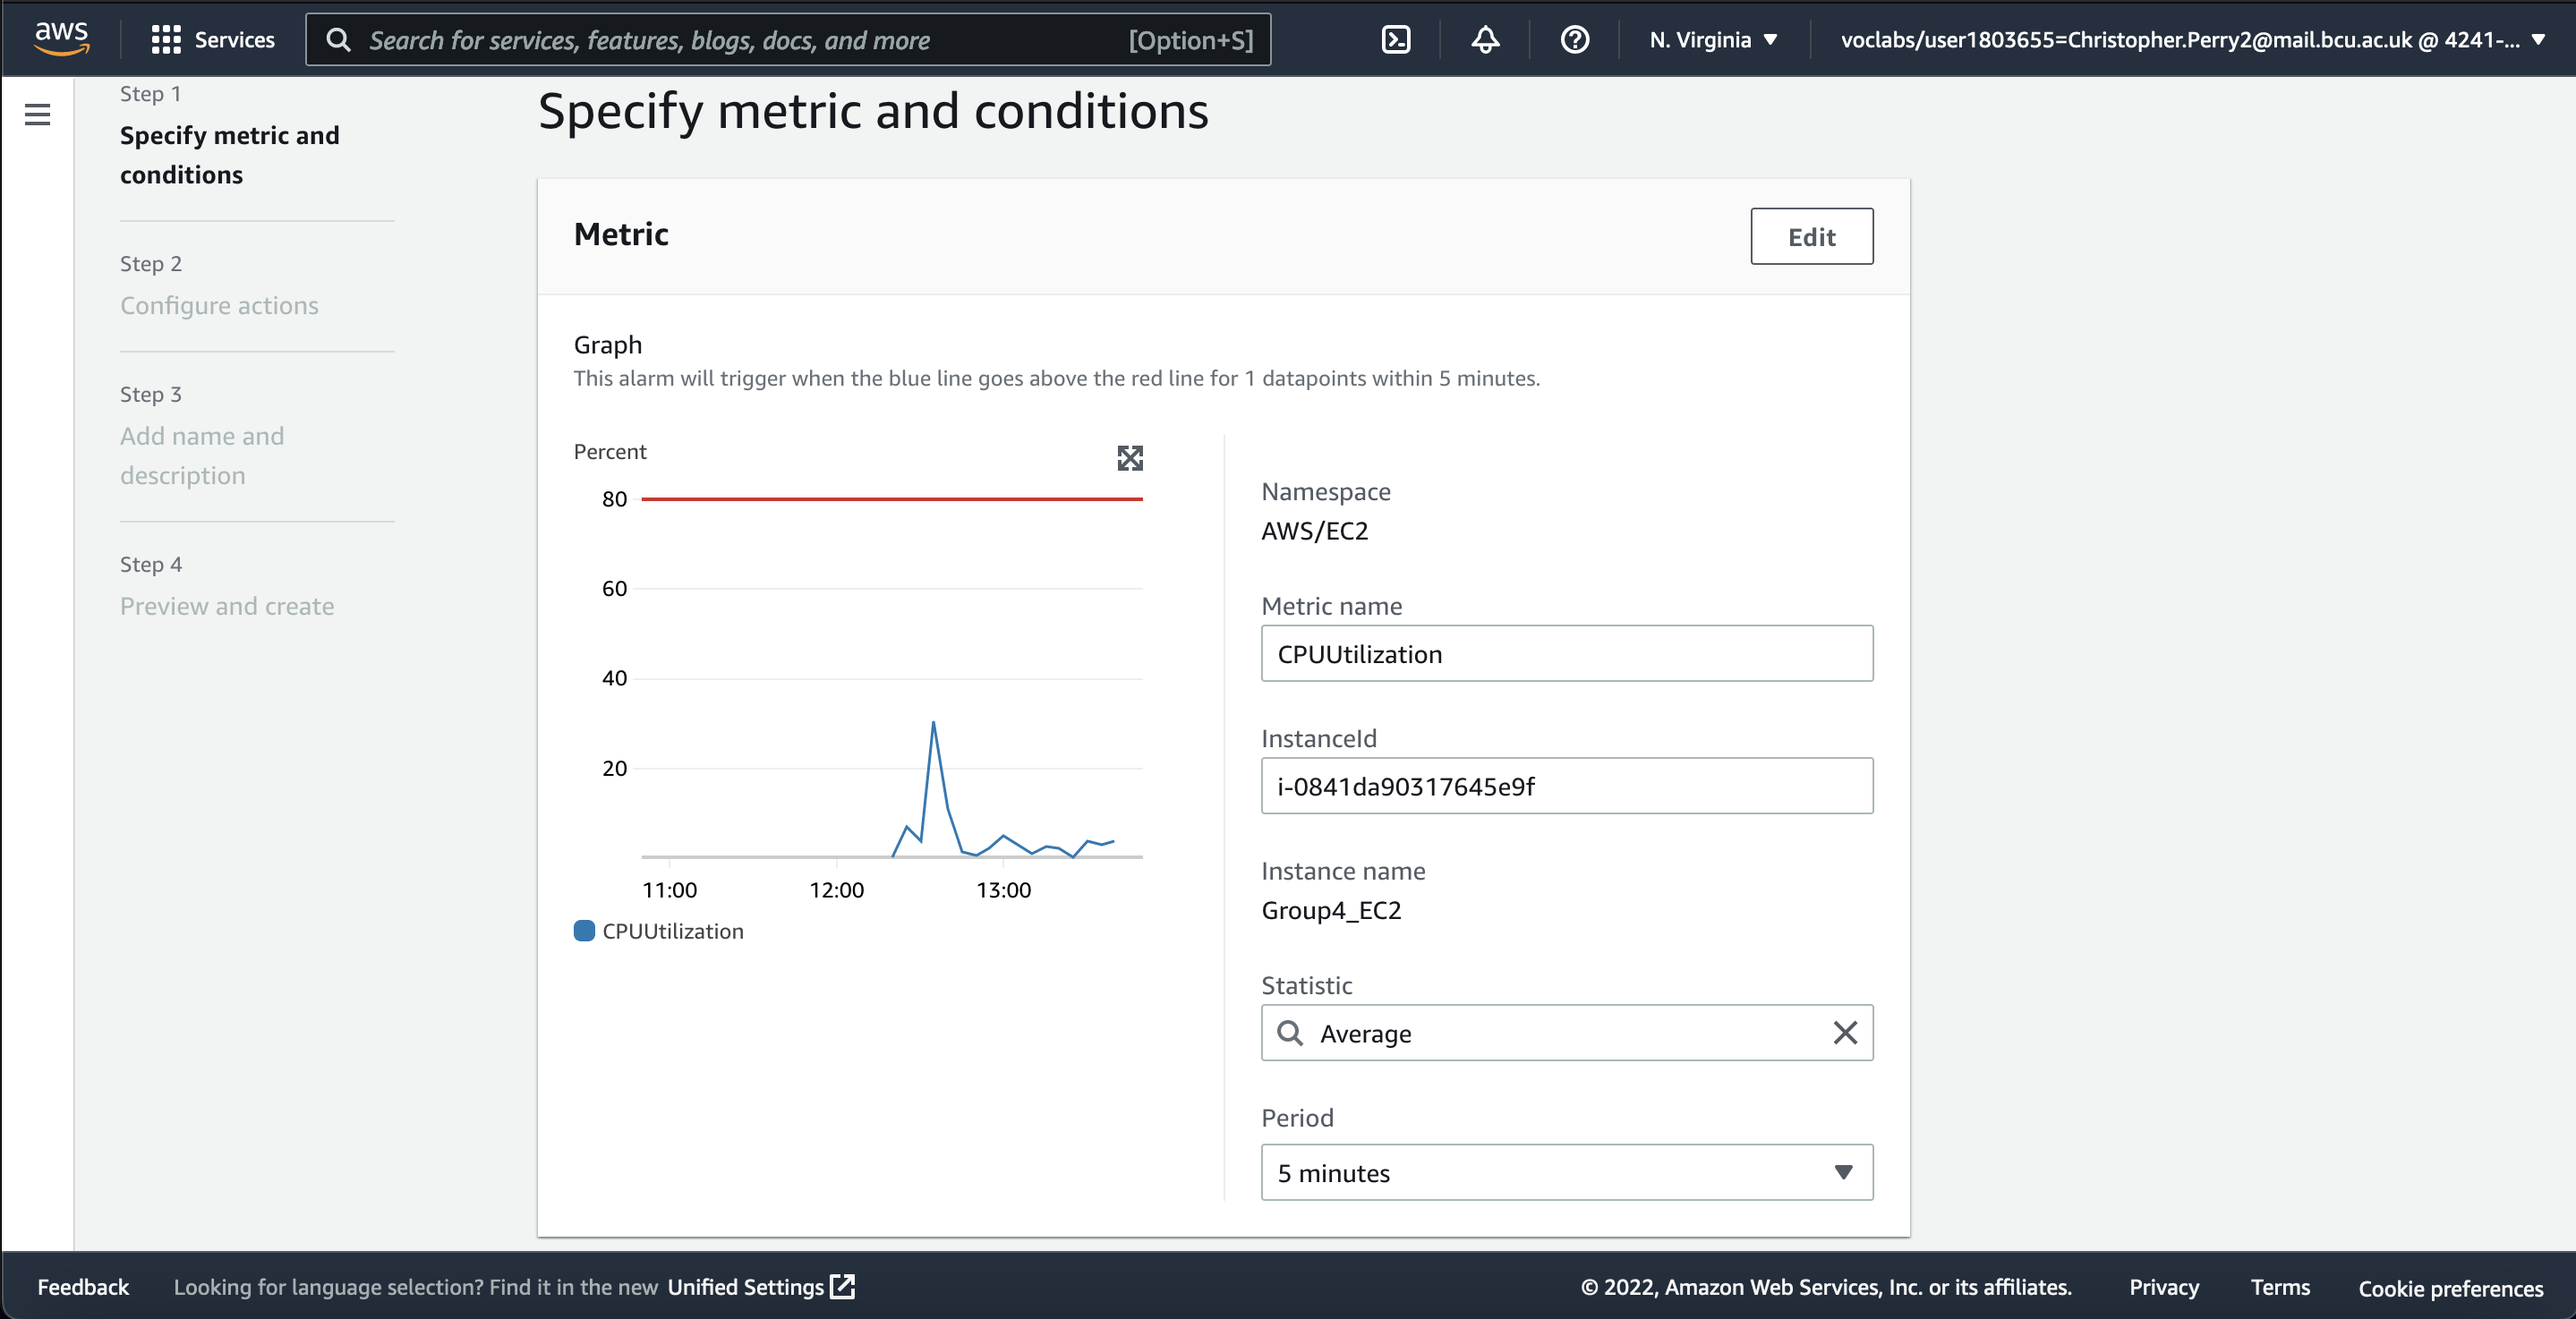 aws
Services
Search for services, features, blogs, docs, and more
[Option+S]
N. Virginia
voclabs/user1803655=Christopher.Perry2@mail.bcu.ac.uk @ 4241-...
Step 1
Specify metric and
conditions
Step 2
Configure actions
Step 3
Add name and
description
Step 4
Preview and create
Specify metric and conditions
Metric
Edit
Graph
This alarm will trigger when the blue line goes above the red line for 1 datapoints within 5 minutes.
Percent
80
60
40
20
11:00
12:00
13:00
CPUUtilization
Namespace
AWS/EC2
Metric name
CPUUtilization
InstanceId
i-0841da90317645e9f
Instance name
Group4_EC2
Statistic
Average
Period
5 minutes
Feedback
Looking for language selection? Find it in the new Unified Settings
© 2022, Amazon Web Services, Inc. or its affiliates.
Privacy
Terms
Cookie preferences